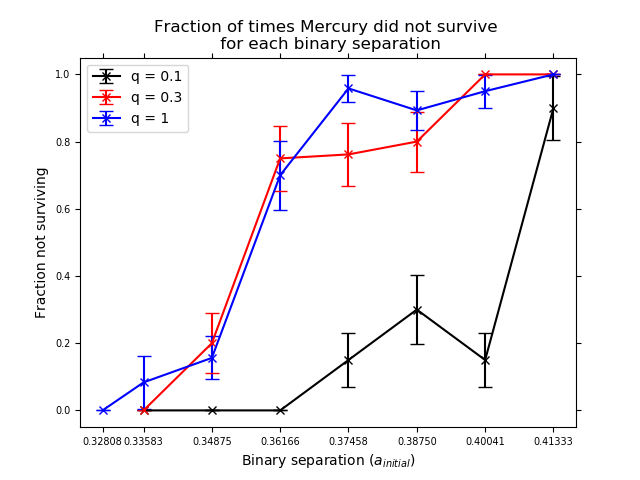 Fraction of times Mercury did not survive
for each binary separation
q = 0.1
q = 0.3
q = 1
Fraction not surviving
1.0
0.8
0.6
0.4
0.2
0.0
0.32808 0.33583 0.34875 0.36166 0.37458 0.38750 0.40041 0.41333
Binary separation (a_{initial})